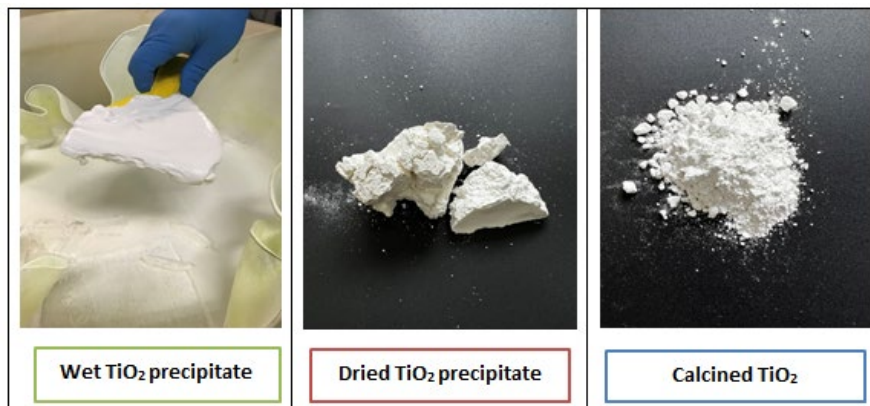 Wet TiO₂ precipitate
Dried TiO₂ precipitate
Calcined TiO₂